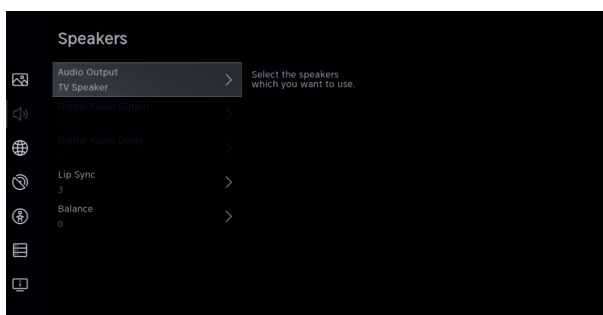 Speakers
Audio Output
TV Speaker
Select the speakers
which you want to use.
Digital Audio Output
Digital Audio Delay
Lip Sync
3
Balance
0